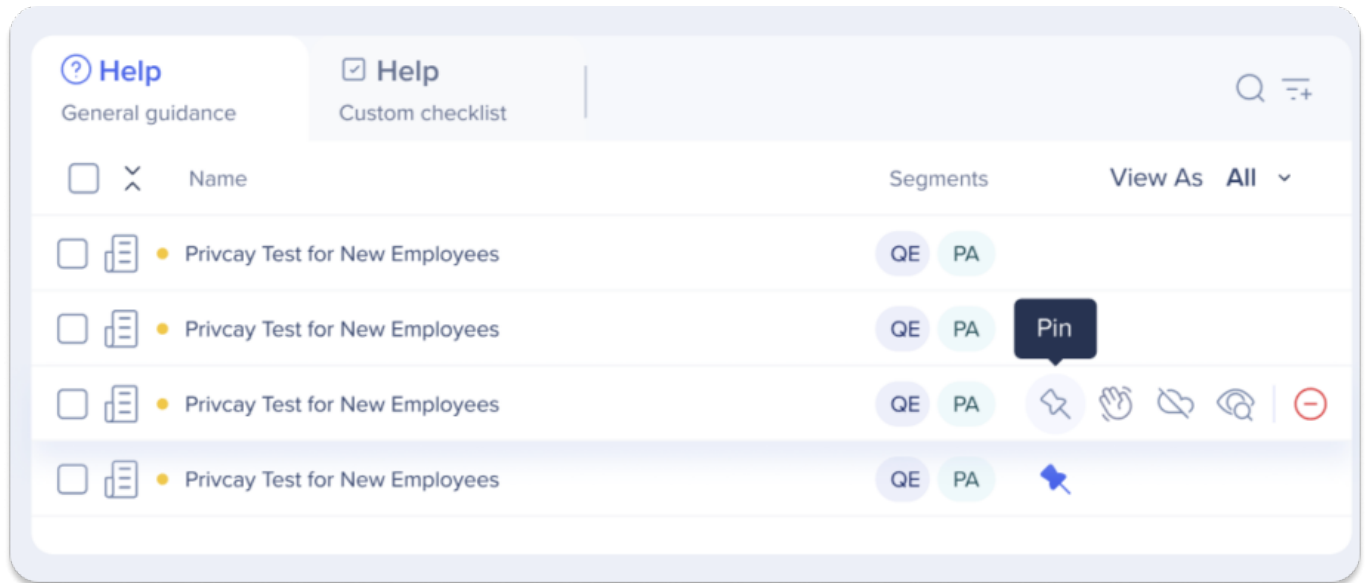 Help
General guidance
Help
Custom checklist
Name Segments View As All
Privcay Test for New Employees QE PA
Privcay Test for New Employees QE PA
Pin
Privcay Test for New Employees QE PA
Privcay Test for New Employees QE PA